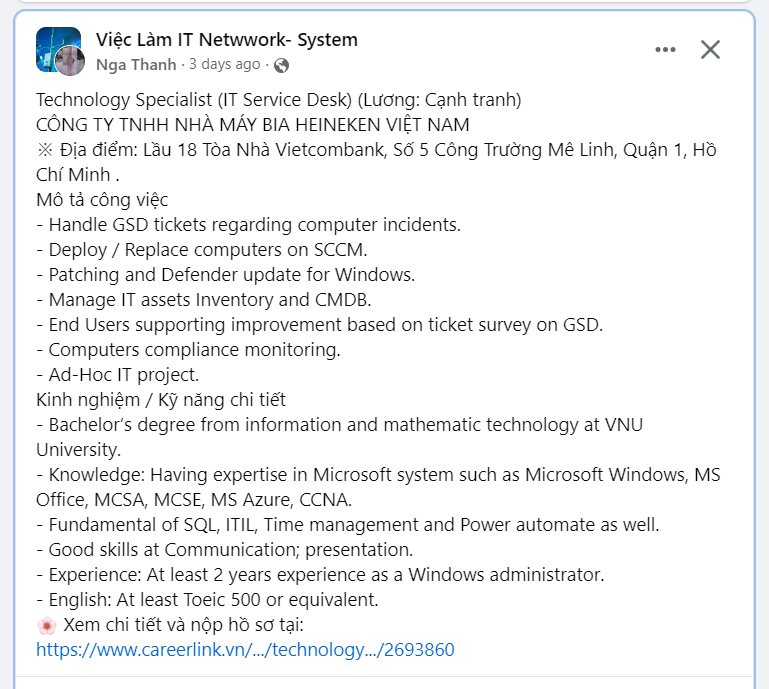 Việc Làm IT Netwwork- System
Nga Thanh · 3 days ago ·
Technology Specialist (IT Service Desk) (Lương: Cạnh tranh)
CÔNG TY TNHH NHÀ MÁY BIA HEINEKEN VIỆT NAM
※ Địa điểm: Lầu 18 Tòa Nhà Vietcombank, Số 5 Công Trường Mê Linh, Quận 1, Hồ
Chí Minh .
Mô tả công việc
- Handle GSD tickets regarding computer incidents.
- Deploy / Replace computers on SCCM.
- Patching and Defender update for Windows.
- Manage IT assets Inventory and CMDB.
- End Users supporting improvement based on ticket survey on GSD.
- Computers compliance monitoring.
- Ad-Hoc IT project.
Kinh nghiệm / Kỹ năng chi tiết
- Bachelor’s degree from information and mathematic technology at VNU
University.
- Knowledge: Having expertise in Microsoft system such as Microsoft Windows, MS
Office, MCSA, MCSE, MS Azure, CCNA.
- Fundamental of SQL, ITIL, Time management and Power automate as well.
- Good skills at Communication; presentation.
- Experience: At least 2 years experience as a Windows administrator.
- English: At least Toeic 500 or equivalent.
🌸 Xem chi tiết và nộp hồ sơ tại:
https://www.careerlink.vn/.../technology.../2693860